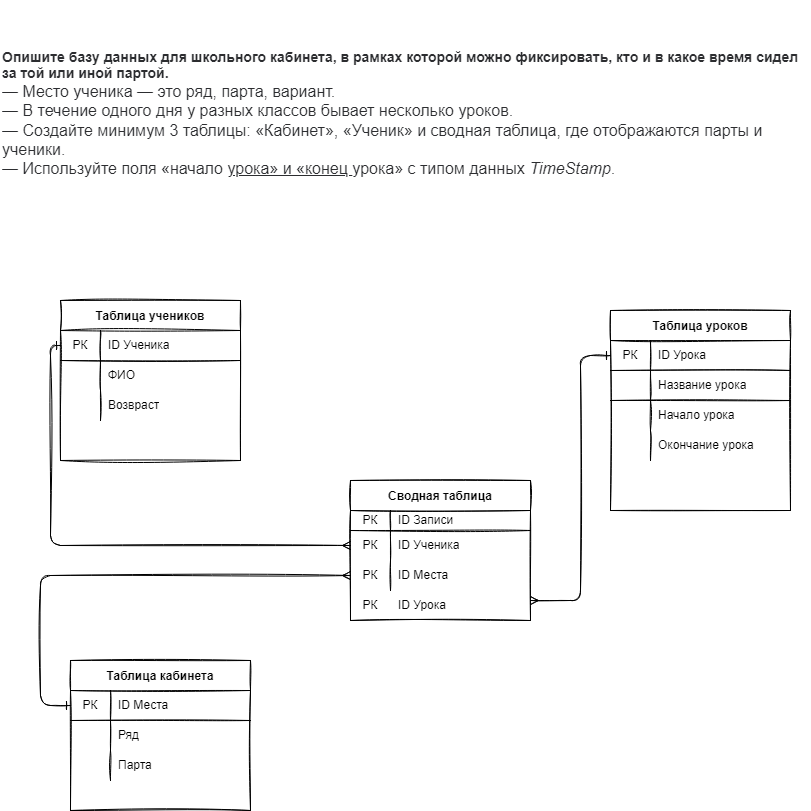 Опишите базу данных для школьного кабинета, в рамках которой можно фиксировать, кто и в какое время сидел
за той или иной партой.
— Место ученика — это ряд, парта, вариант.
— В течение одного дня у разных классов бывает несколько уроков.
— Создайте минимум 3 таблицы: «Кабинет», «Ученик» и сводная таблица, где отображаются парты и
ученики.
— Используйте поля «начало урока» и «конец урока» с типом данных TimeStamp.
Таблица учеников
PK ID Ученика
ФИО
Возвраст
Таблица уроков
PK ID Урока
Название урока
Начало урока
Окончание урока
Сводная таблица
PK ID Записи
PK ID Ученика
PK ID Места
PK ID Урока
Таблица кабинета
PK ID Места
Ряд
Парта